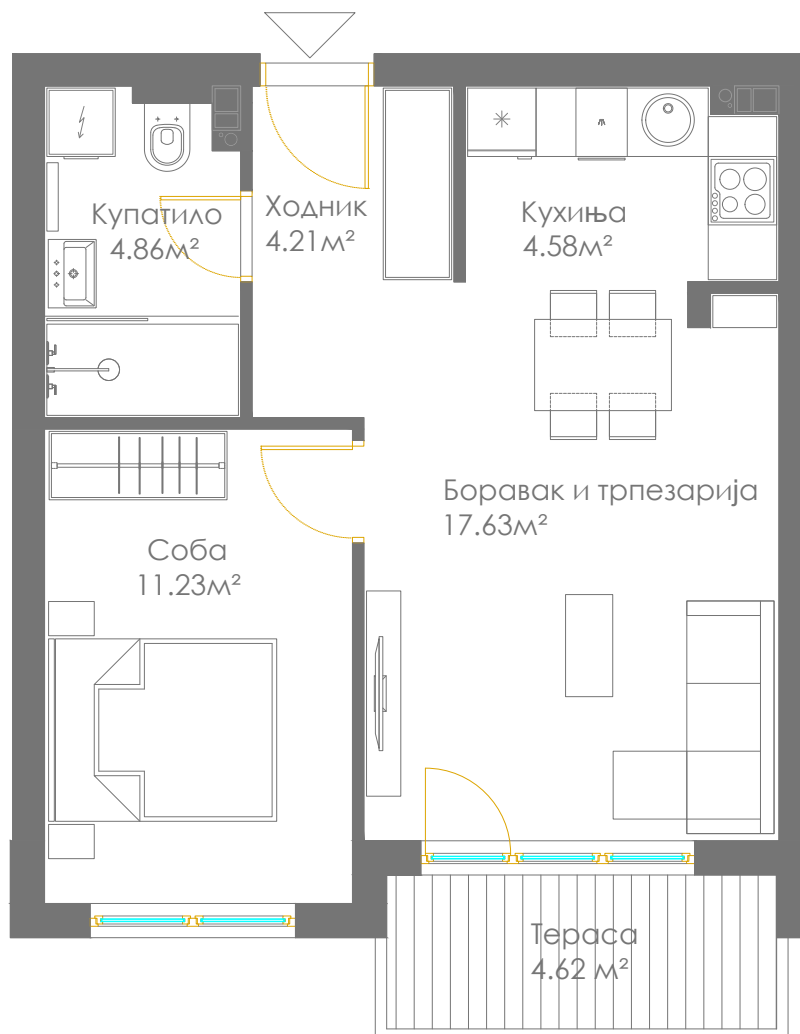 Купатило
4.86м²
Ходник
4.21м²
Кухиња
4.58м²
Боравак и трпезарија
17.63м²
Соба
11.23м²
Тераса
4.62 м²